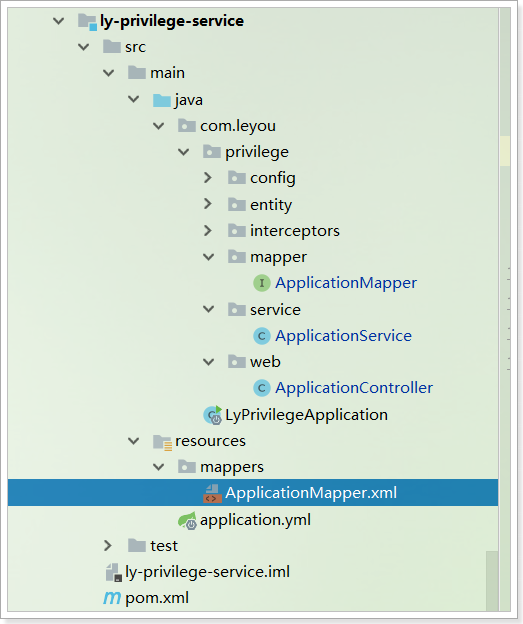 ly-privilege-service
src
main
java
com.leyou
privilege
config
entity
interceptors
mapper
I ApplicationMapper
service
C ApplicationService
web
C ApplicationController
LyPrivilegeApplication
resources
mappers
ApplicationMapper.xml
application.yml
test
ly-privilege-service.iml
m pom.xml